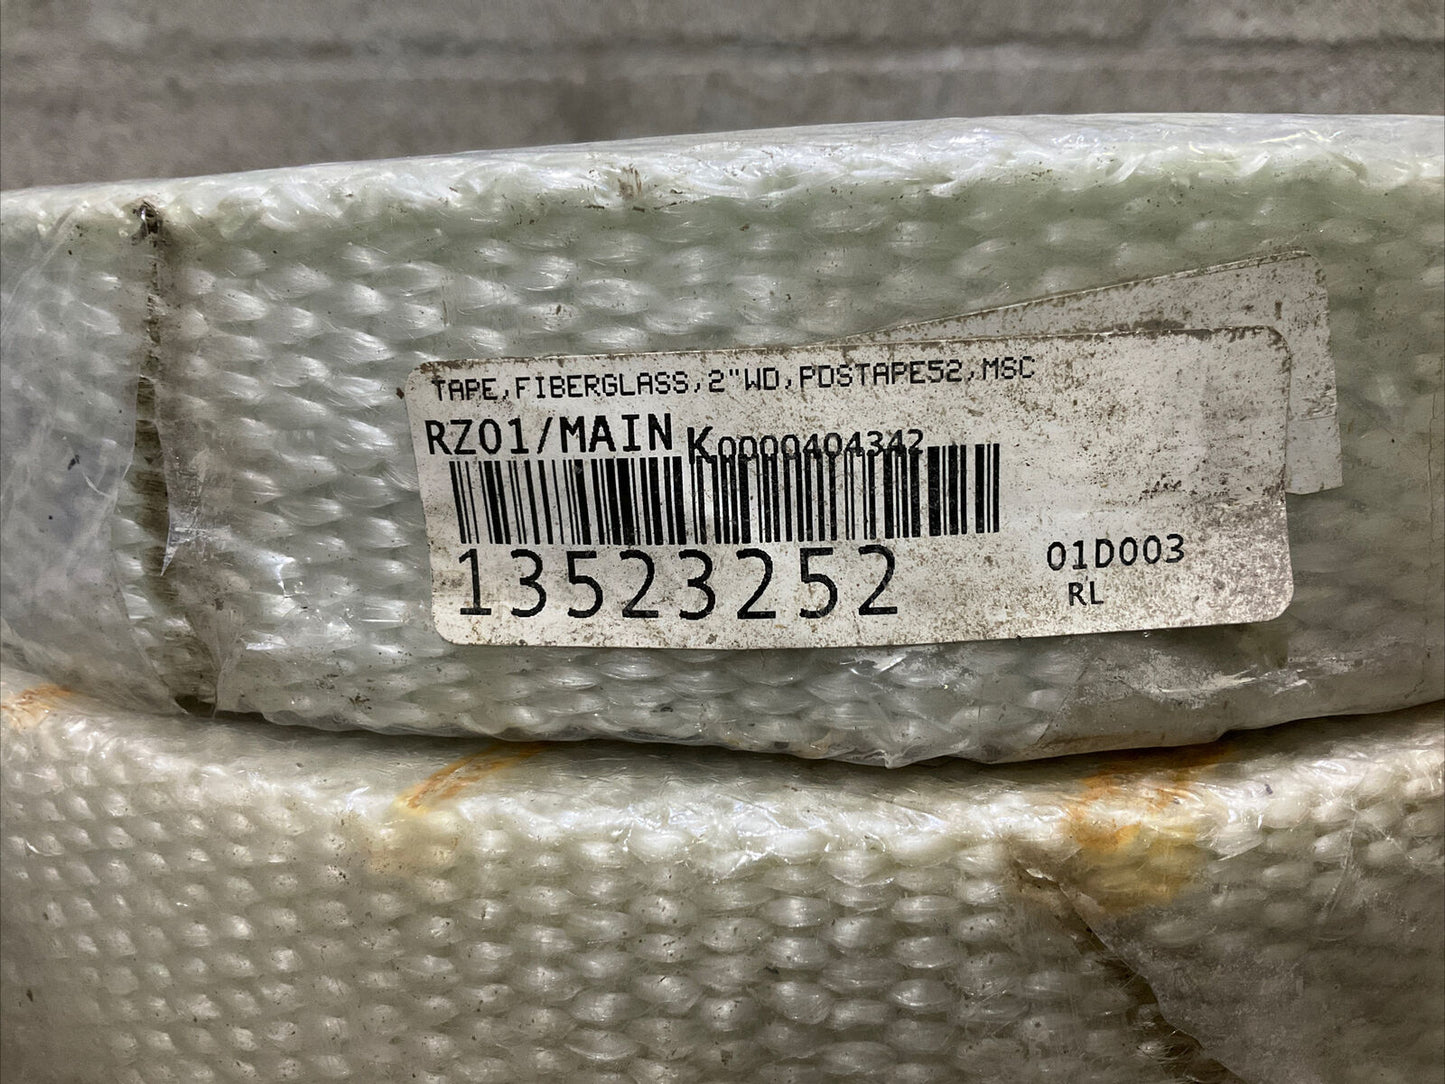 TAPE,FIBERGLASS,2"WD,PDSTAPE52,MSC
RZ01/MAIN K0000404342
13523252
01D003
RL